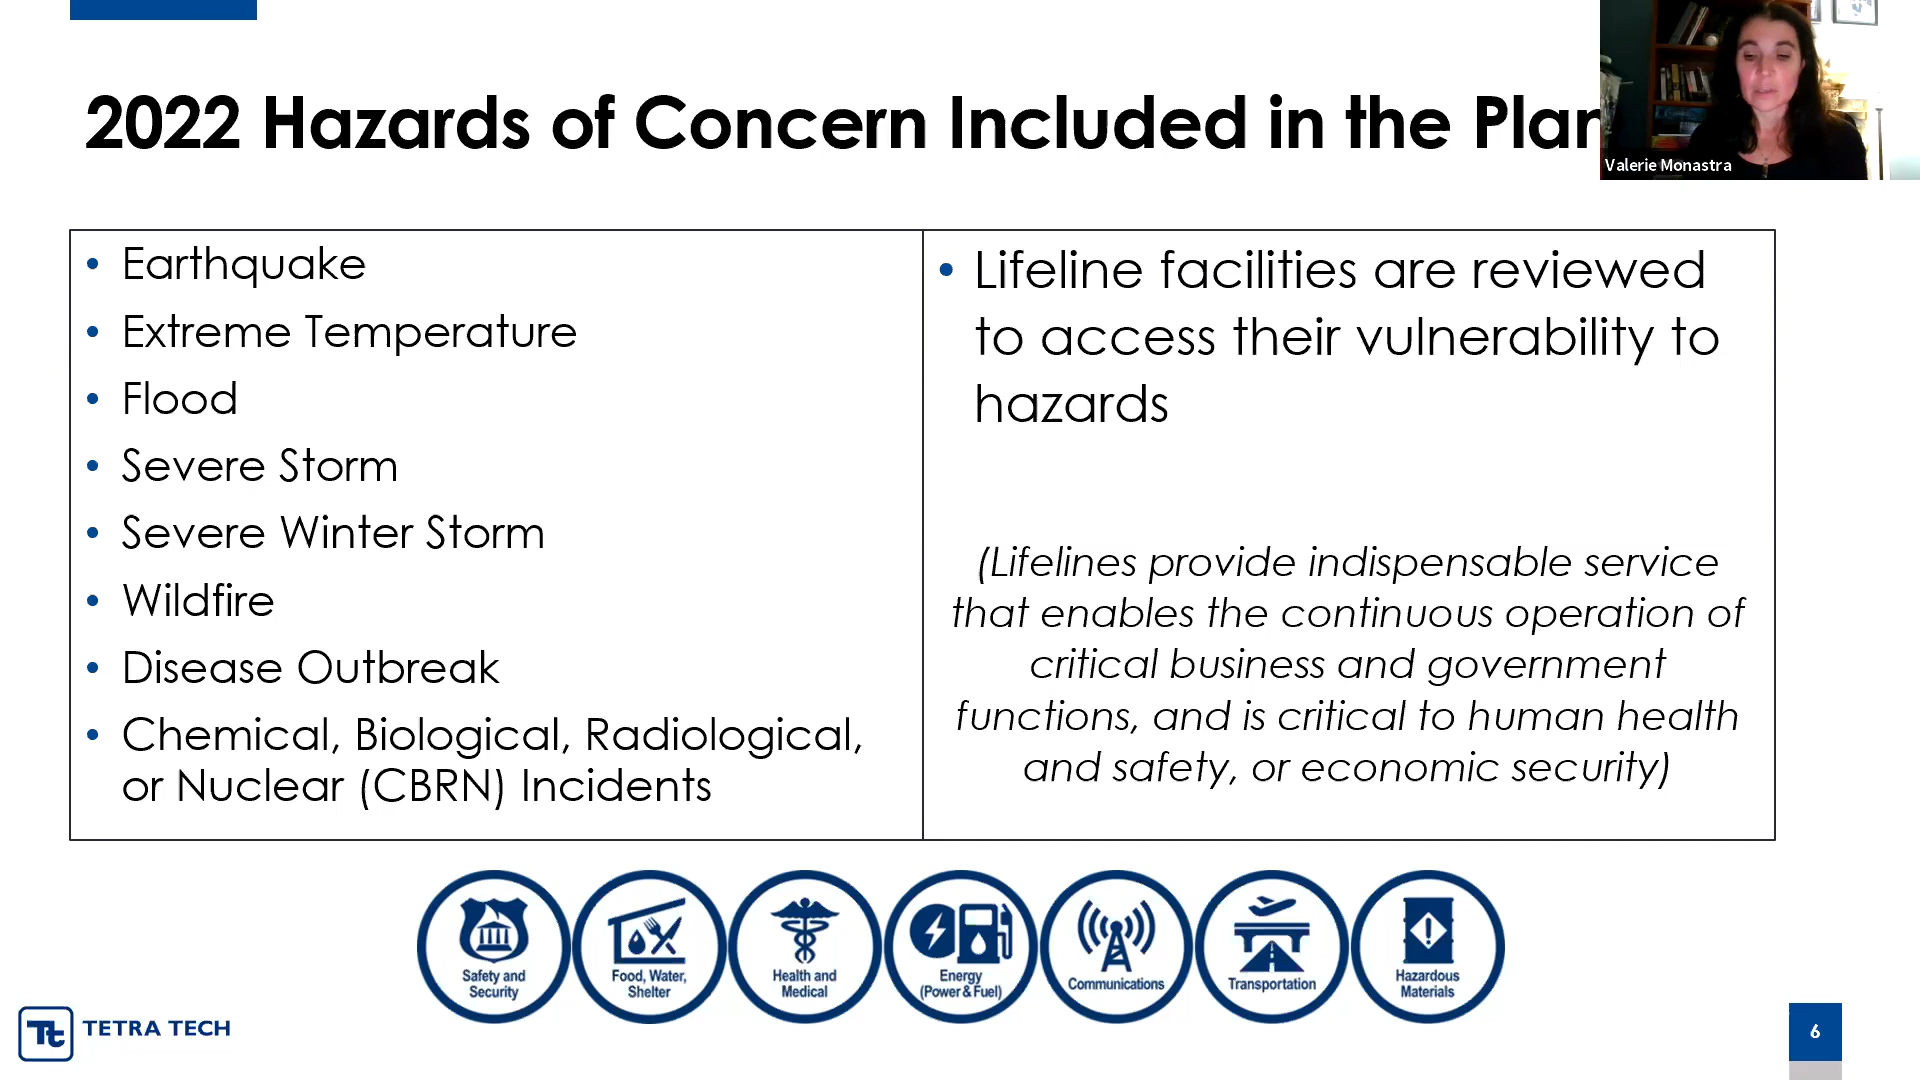 2022 Hazards of Concern Included in the Plan
Valerie Monastra
• Earthquake
• Extreme Temperature
• Flood
• Severe Storm
• Severe Winter Storm
• Wildfire
• Disease Outbreak
• Chemical, Biological, Radiological,
or Nuclear (CBRN) Incidents
• Lifeline facilities are reviewed
to access their vulnerability to
hazards
(Lifelines provide indispensable service
that enables the continuous operation of
critical business and government
functions, and is critical to human health
and safety, or economic security)
Safety and
Security
Food, Water,
Shelter
Health and
Medical
Energy
(Power & Fuel)
Communications
Transportation
Hazardous
Materials
Tt TETRA TECH
6